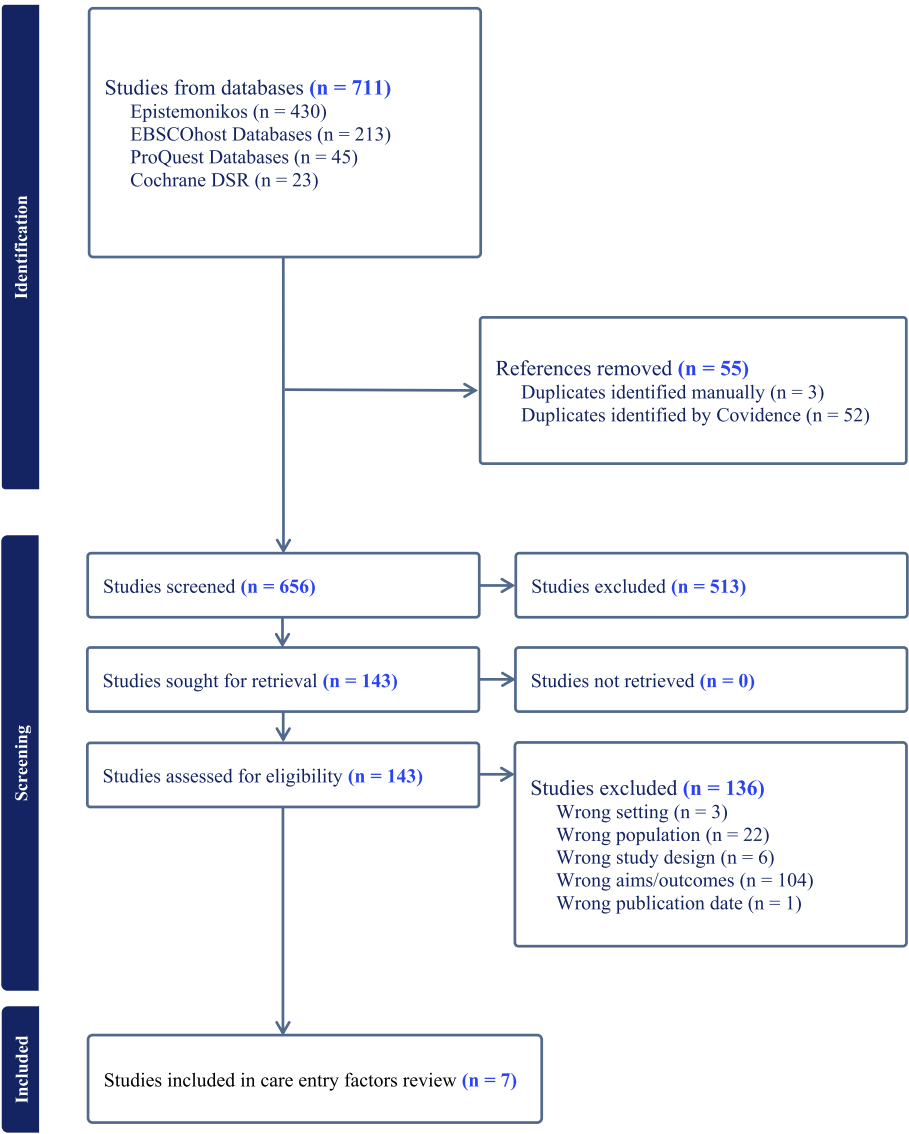 Identification
Studies from databases (n = 711)
Epistemonikos (n = 430)
EBSCOhost Databases (n = 213)
ProQuest Databases (n = 45)
Cochrane DSR (n = 23)
References removed (n = 55)
Duplicates identified manually (n = 3)
Duplicates identified by Covidence (n = 52)
Screening
Studies screened (n = 656)
Studies excluded (n = 513)
Studies sought for retrieval (n = 143)
Studies not retrieved (n = 0)
Studies assessed for eligibility (n = 143)
Studies excluded (n = 136)
Wrong setting (n = 3)
Wrong population (n = 22)
Wrong study design (n = 6)
Wrong aims/outcomes (n = 104)
Wrong publication date (n = 1)
Included
Studies included in care entry factors review (n = 7)